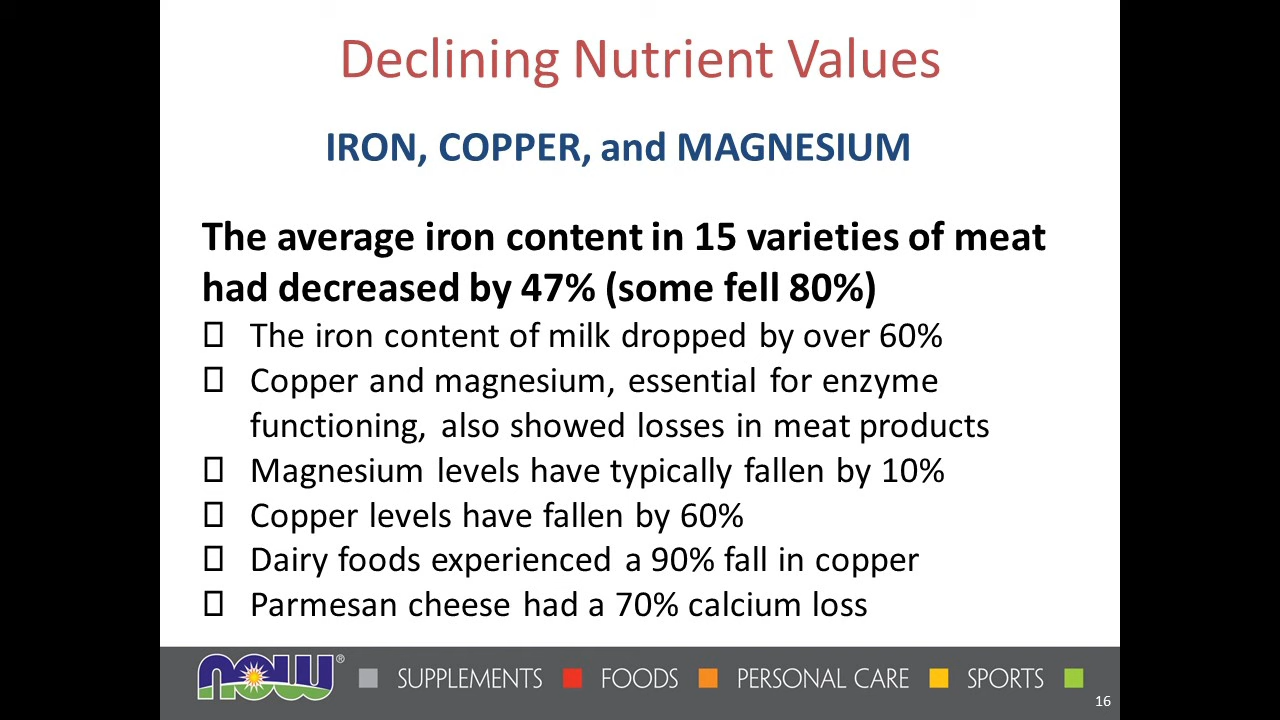 Declining Nutrient Values
IRON, COPPER, and MAGNESIUM
The average iron content in 15 varieties of meat
had decreased by 47% (some fell 80%)
The iron content of milk dropped by over 60%
Copper and magnesium, essential for enzyme
functioning, also showed losses in meat products
Magnesium levels have typically fallen by 10%
Copper levels have fallen by 60%
Dairy foods experienced a 90% fall in copper
Parmesan cheese had a 70% calcium loss
now® SUPPLEMENTS FOODS PERSONAL CARE SPORTS
16